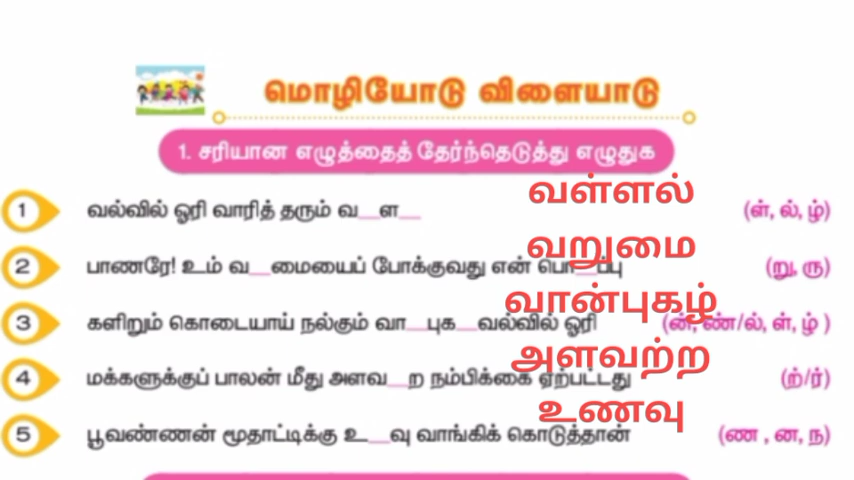 மொழியோடு விளையாடு
1. சரியான எழுத்தைத் தேர்ந்தெடுத்து எழுதுக
வள்ளல்
1 வல்வில் ஓரி வாரித் தரும் வ__ள__ (ள், ல், ழ்)
வறுமை
2 பாணரே! உம் வ__மையைப் போக்குவது என் பொ__ப்பு (று, ரு)
வான்புகழ்
3 களிறும் கொடையாய் நல்கும் வா__புக__வல்வில் ஓரி (ன், ண்/ல், ள், ழ் )
அளவற்ற
4 மக்களுக்குப் பாலன் மீது அளவ__ற நம்பிக்கை ஏற்பட்டது (ற்/ர்)
உணவு
5 பூவண்ணன் மூதாட்டிக்கு உ__வு வாங்கிக் கொடுத்தான் (ண , ன, ந)